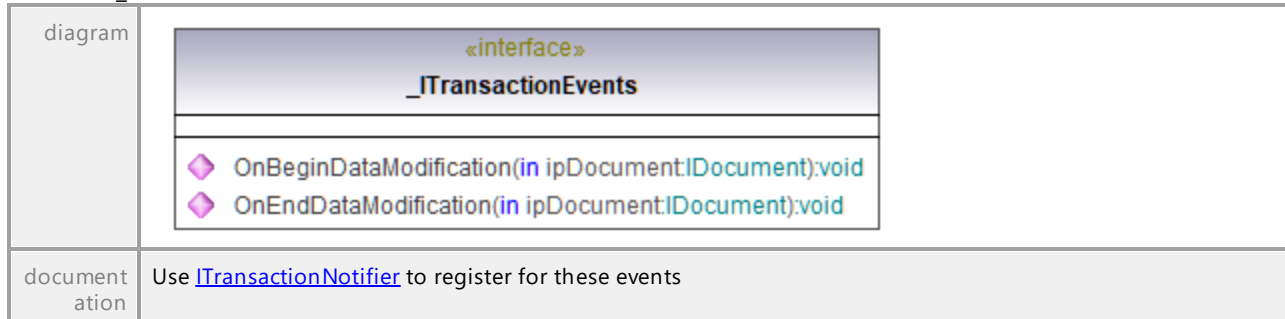 diagram
«interface»
_ITransactionEvents
OnBeginDataModification(in ipDocument:IDocument):void
OnEndDataModification(in ipDocument:IDocument):void
document
ation
Use ITransactionNotifier to register for these events